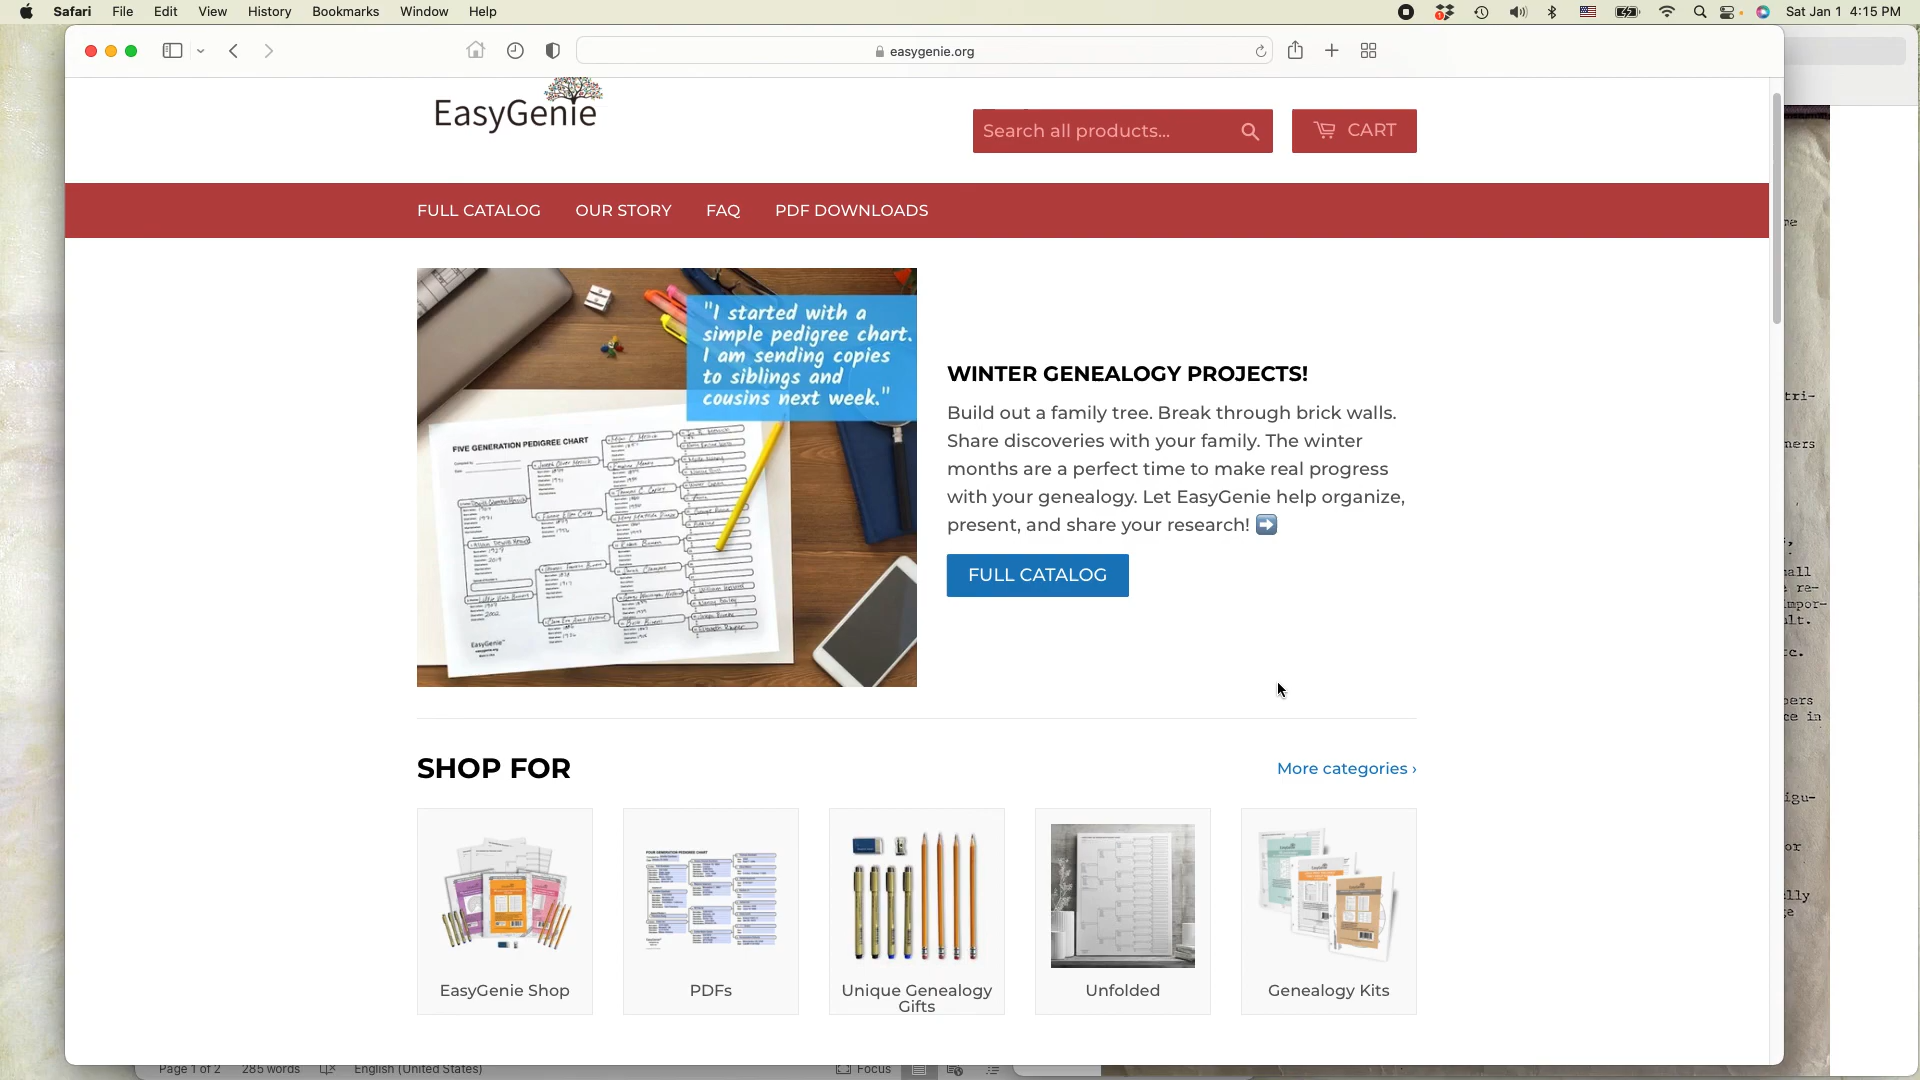 Safari File Edit View History Bookmarks Window Help
Sat Jan 1 4:15 PM
easygenie.org
EasyGenie
Search all products...
CART
FULL CATALOG OUR STORY FAQ PDF DOWNLOADS
"I started with a
simple pedigree chart.
I am sending copies
to siblings and
cousins next week."
FIVE GENERATION PEDIGREE CHART
EasyGenie
WINTER GENEALOGY PROJECTS!
Build out a family tree. Break through brick walls.
Share discoveries with your family. The winter
months are a perfect time to make real progress
with your genealogy. Let EasyGenie help organize,
present, and share your research! ➡️
FULL CATALOG
SHOP FOR
More categories ›
EasyGenie Shop
PDFs
Unique Genealogy
Gifts
Unfolded
Genealogy Kits
Page 1 of 2 285 words English (United States) Focus